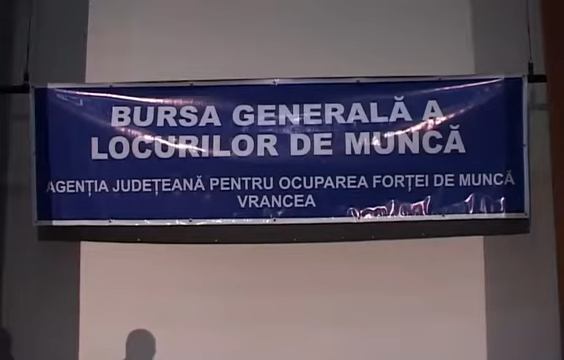 BURSA GENERALĂ A
LOCURILOR DE MUNCĂ
AGENȚIA JUDEȚEANĂ PENTRU OCUPAREA FORȚEI DE MUNCĂ
VRANCEA